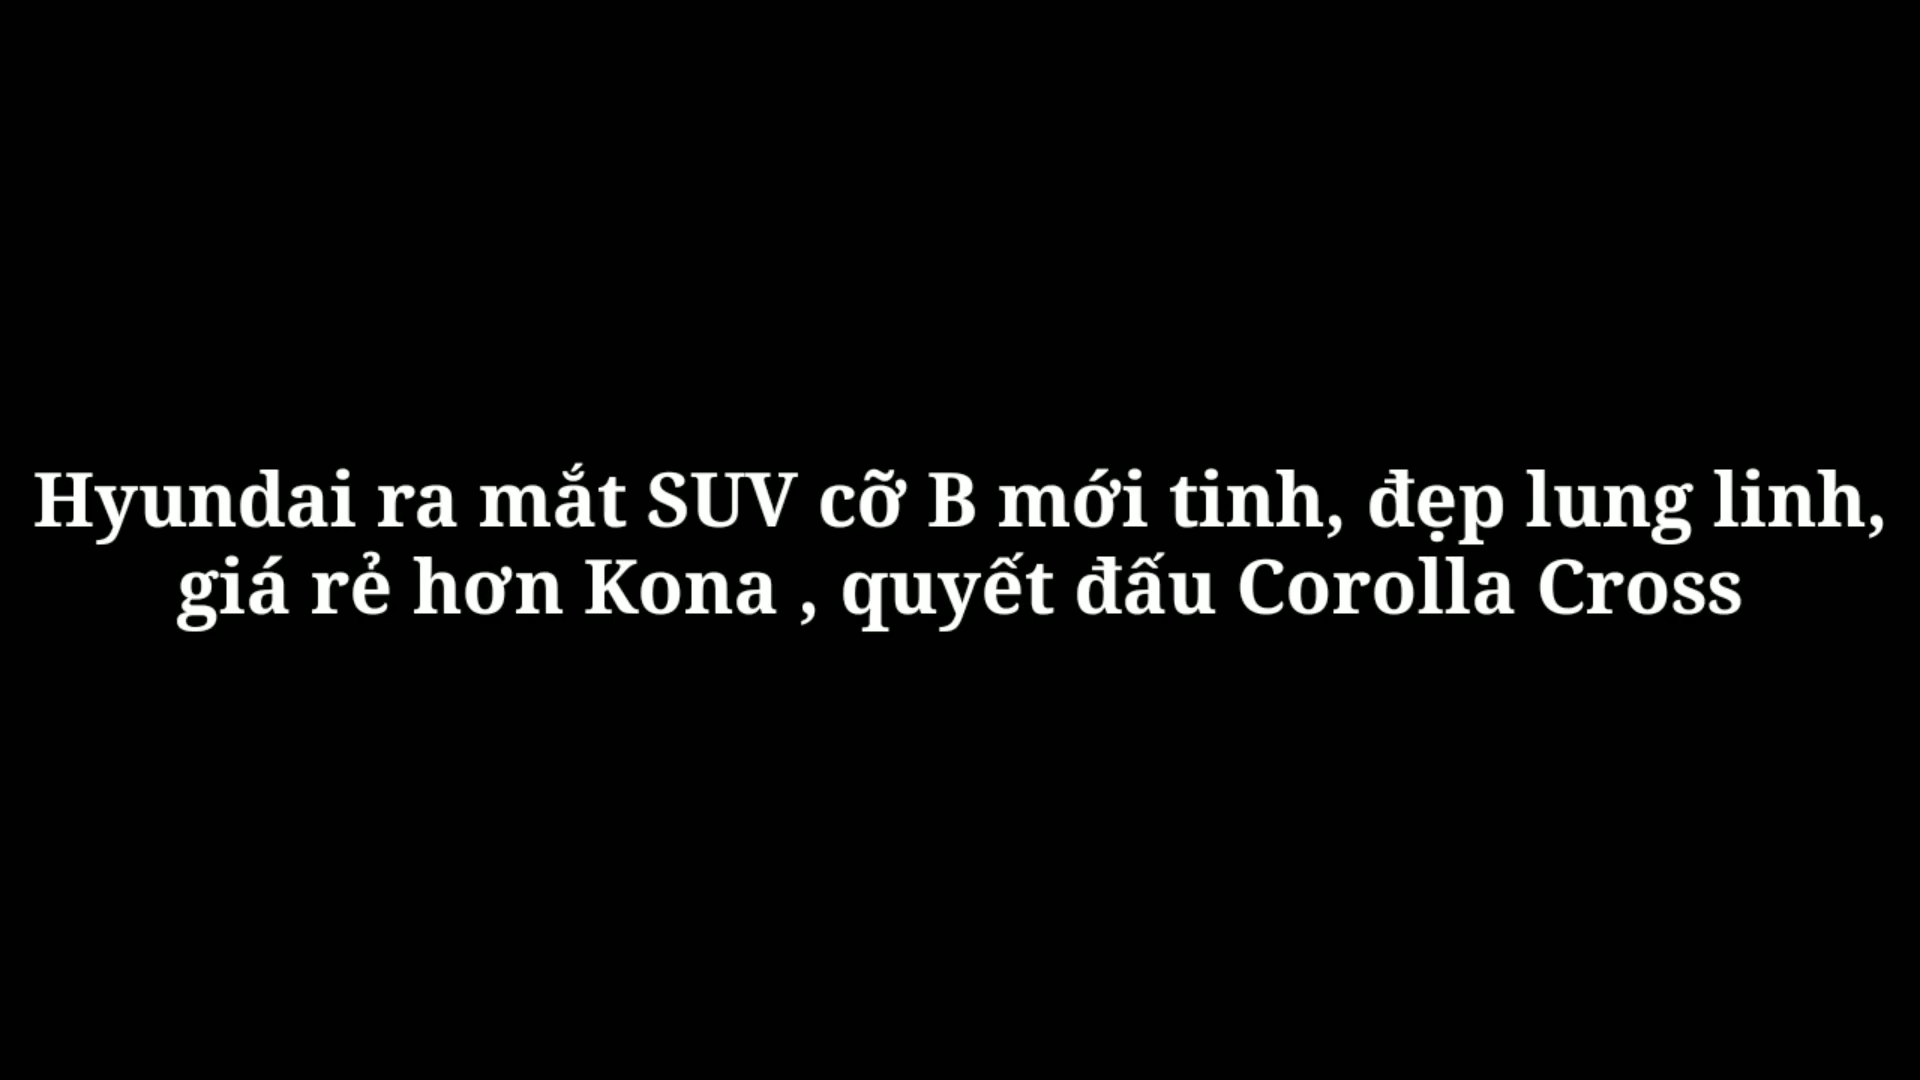 Hyundai ra mắt SUV cỡ B mới tinh, đẹp lung linh,
giá rẻ hơn Kona , quyết đấu Corolla Cross